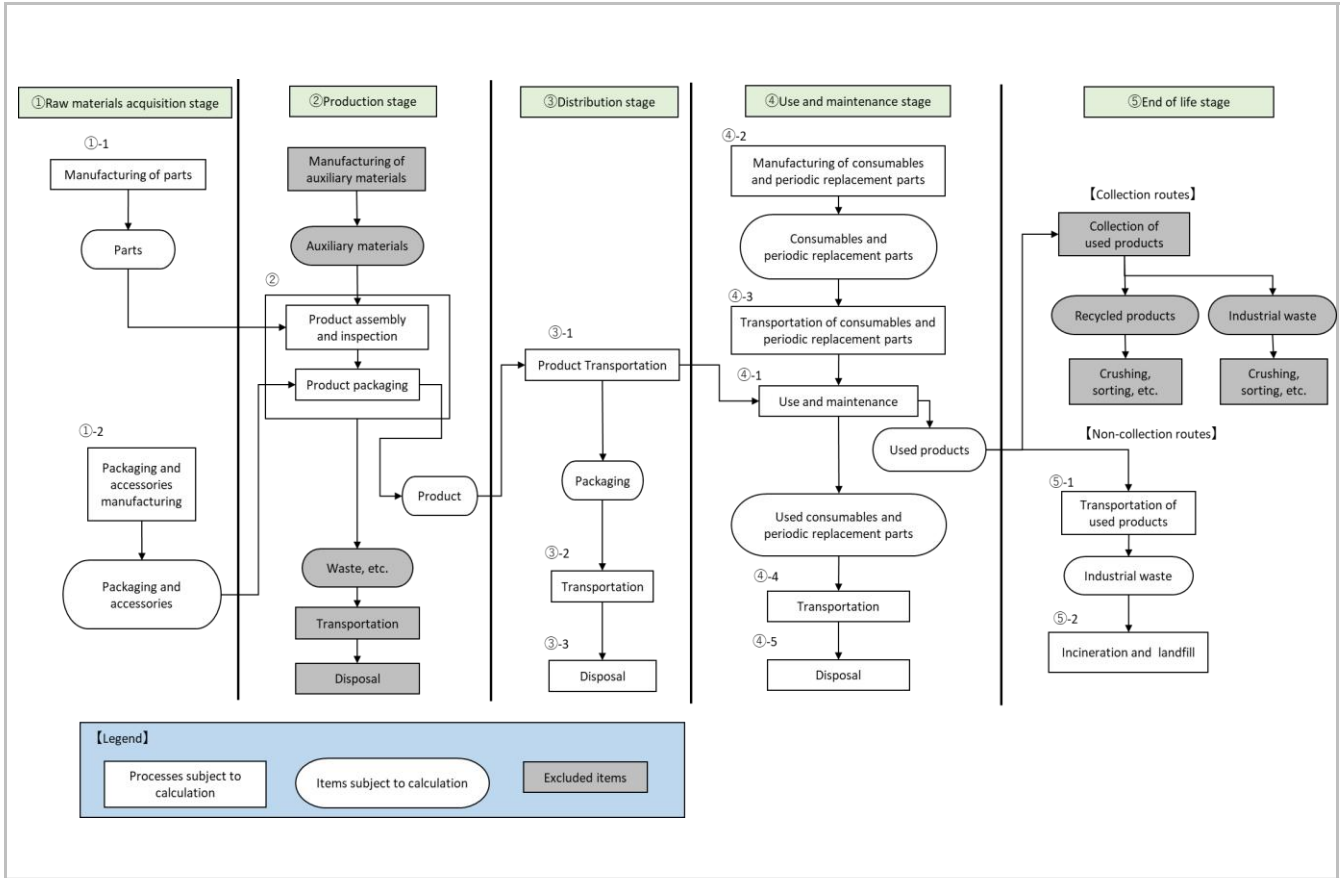 ①Raw materials acquisition stage
①-1
Manufacturing of parts
Parts
①-2
Packaging and
accessories
manufacturing
Packaging and
accessories
②Production stage
Manufacturing of
auxiliary materials
Auxiliary materials
②
Product assembly
and inspection
Product packaging
Product
Waste, etc.
Transportation
Disposal
③Distribution stage
③-1
Product Transportation
Packaging
③-2
Transportation
③-3
Disposal
④Use and maintenance stage
④-2
Manufacturing of consumables
and periodic replacement parts
Consumables and
periodic replacement parts
④-3
Transportation of consumables and
periodic replacement parts
④-1
Use and maintenance
Used products
Used consumables and
periodic replacement parts
④-4
Transportation
④-5
Disposal
⑤End of life stage
【Collection routes】
Collection of
used products
Recycled products
Industrial waste
Crushing,
sorting, etc.
Crushing,
sorting, etc.
【Non-collection routes】
⑤-1
Transportation of
used products
Industrial waste
⑤-2
Incineration and landfill
【Legend】
Processes subject to
calculation
Items subject to calculation
Excluded items